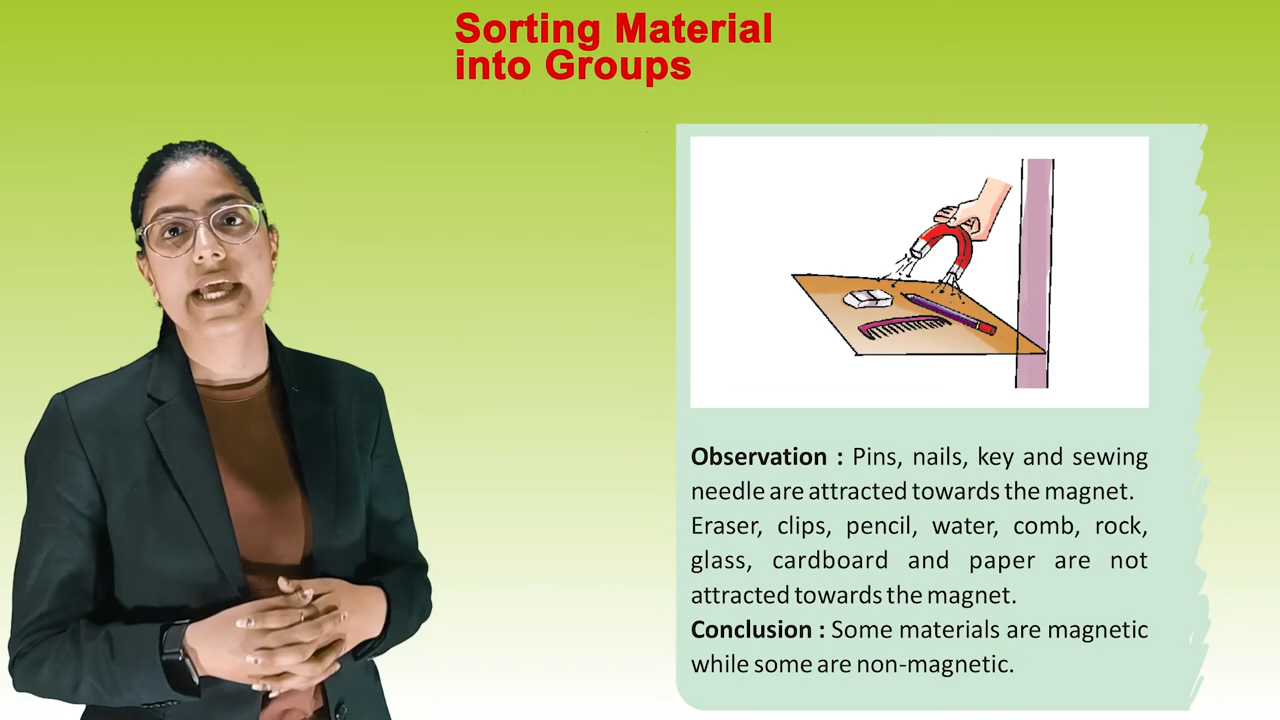 Sorting Material
into Groups
Observation : Pins, nails, key and sewing
needle are attracted towards the magnet.
Eraser, clips, pencil, water, comb, rock,
glass, cardboard and paper are not
attracted towards the magnet.
Conclusion : Some materials are magnetic
while some are non-magnetic.